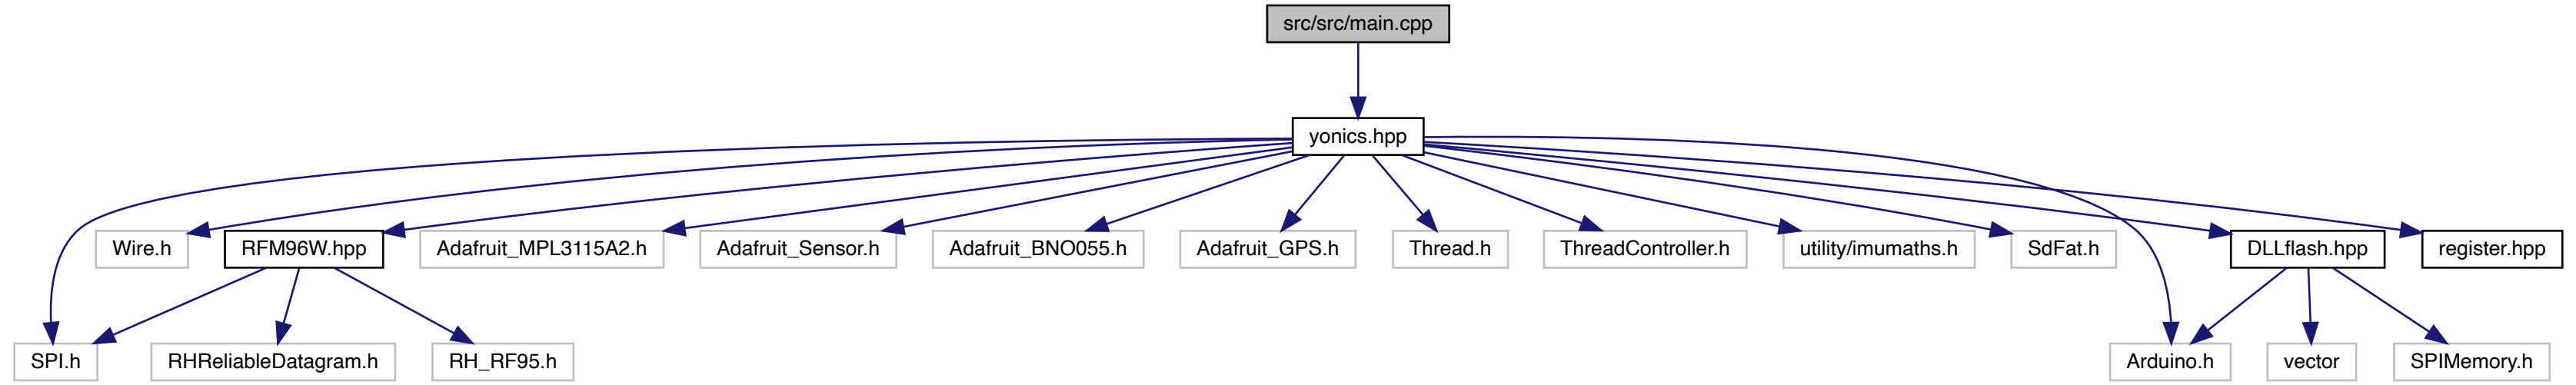 src/src/main.cpp
yonics.hpp
Wire.h
RFM96W.hpp
Adafruit_MPL3115A2.h
Adafruit_Sensor.h
Adafruit_BNO055.h
Adafruit_GPS.h
Thread.h
ThreadController.h
utility/imumaths.h
SdFat.h
DLLflash.hpp
register.hpp
SPI.h
RHReliableDatagram.h
RH_RF95.h
Arduino.h
vector
SPIMemory.h